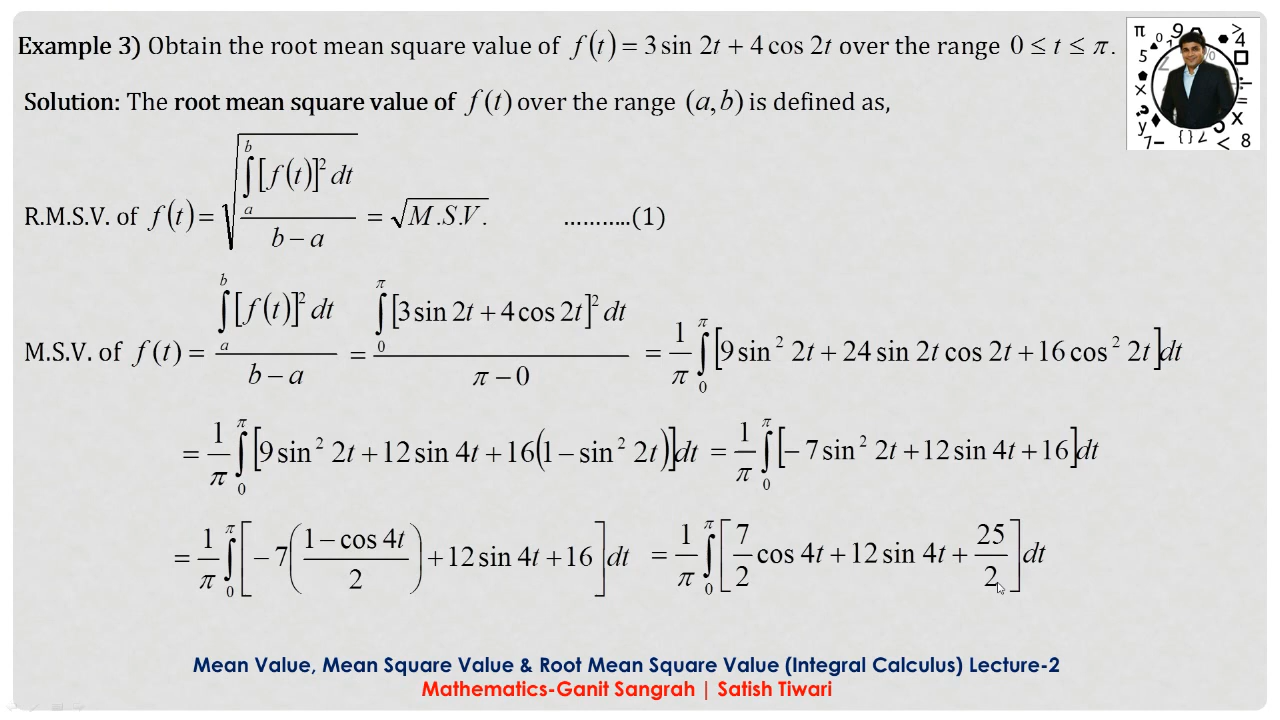 Example 3) Obtain the root mean square value of f(t) = 3 sin 2t + 4 cos 2t over the range 0 ≤ t ≤ π.
Solution: The root mean square value of f(t) over the range (a, b) is defined as,
R.M.S.V. of f(t) = √(∫_a^b [f(t)]² dt / (b − a)) = √(M.S.V.) ...........(1)
M.S.V. of f(t) = ∫_a^b [f(t)]² dt / (b − a) = ∫_0^π [3 sin 2t + 4 cos 2t]² dt / (π − 0) = 1/π ∫_0^π [9 sin² 2t + 24 sin 2t cos 2t + 16 cos² 2t] dt
= 1/π ∫_0^π [9 sin² 2t + 12 sin 4t + 16(1 − sin² 2t)] dt = 1/π ∫_0^π [− 7 sin² 2t + 12 sin 4t + 16] dt
= 1/π ∫_0^π [− 7((1 − cos 4t)/2) + 12 sin 4t + 16] dt = 1/π ∫_0^π [7/2 cos 4t + 12 sin 4t + 25/2] dt
Mean Value, Mean Square Value & Root Mean Square Value (Integral Calculus) Lecture-2
Mathematics-Ganit Sangrah | Satish Tiwari